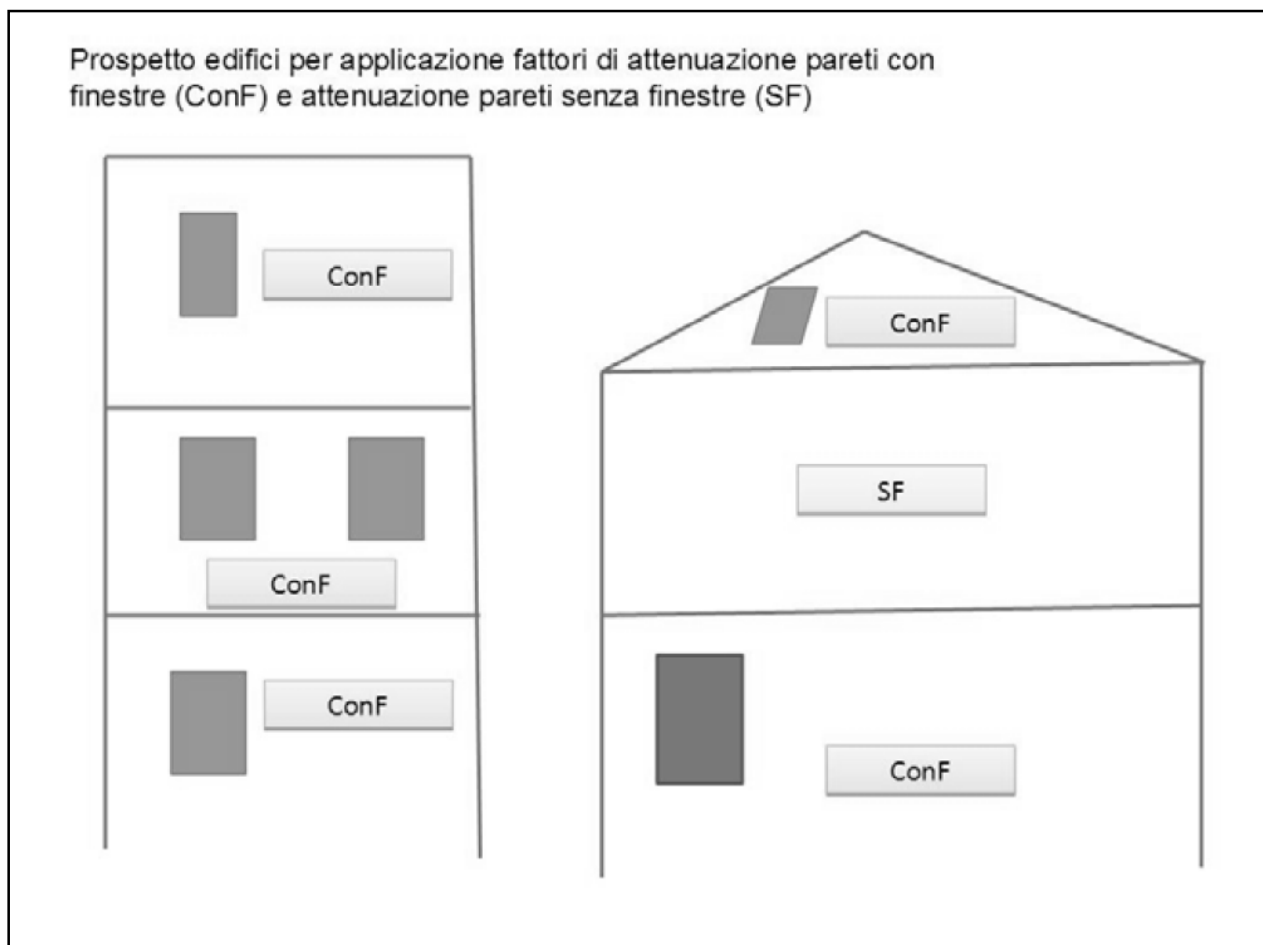 Prospetto edifici per applicazione fattori di attenuazione pareti con
finestre (ConF) e attenuazione pareti senza finestre (SF)
ConF
ConF
ConF
ConF
SF
ConF